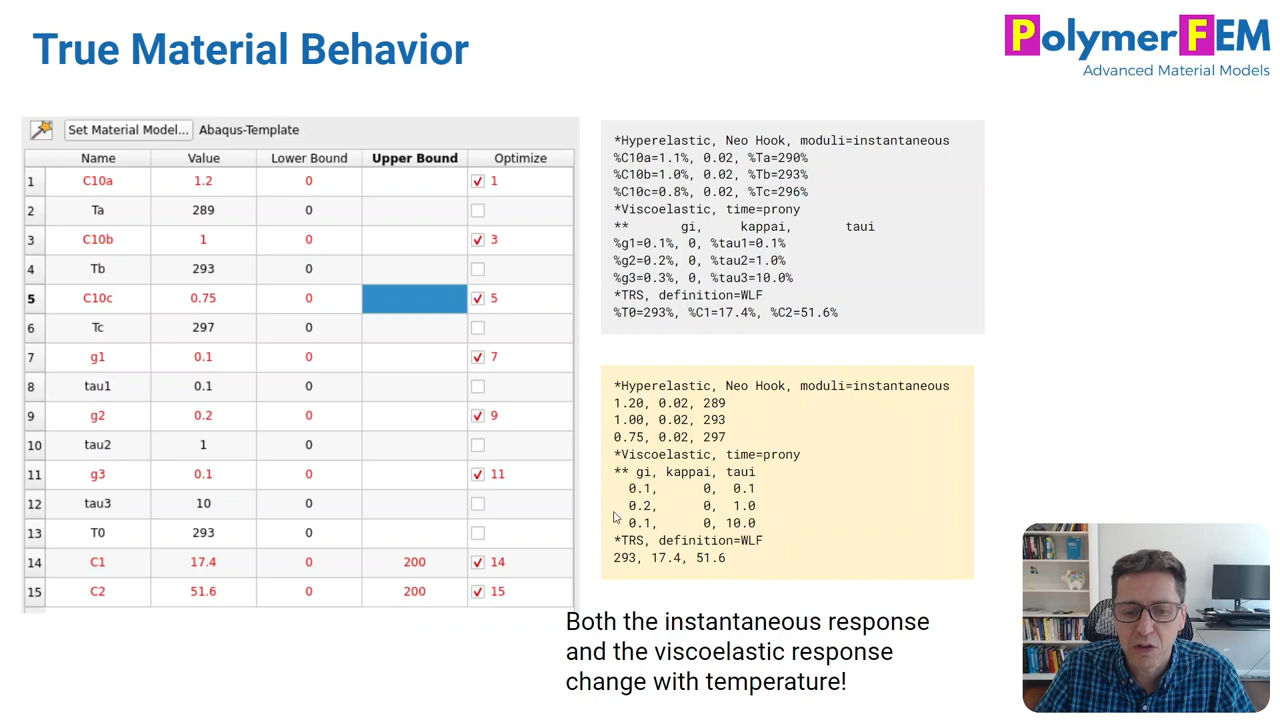 True Material Behavior
PolymerFEM
Advanced Material Models
Set Material Model... Abaqus-Template
Name Value Lower Bound Upper Bound Optimize
1 C10a 1.2 0 1
2 Ta 289 0
3 C10b 1 0 3
4 Tb 293 0
5 C10c 0.75 0 5
6 Tc 297 0
7 g1 0.1 0 7
8 tau1 0.1 0
9 g2 0.2 0 9
10 tau2 1 0
11 g3 0.1 0 11
12 tau3 10 0
13 T0 293 0
14 C1 17.4 0 200 14
15 C2 51.6 0 200 15
*Hyperelastic, Neo Hook, moduli=instantaneous
%C10a=1.1%, 0.02, %Ta=290%
%C10b=1.0%, 0.02, %Tb=293%
%C10c=0.8%, 0.02, %Tc=296%
*Viscoelastic, time=prony
** gi, kappai, taui
%g1=0.1%, 0, %tau1=0.1%
%g2=0.2%, 0, %tau2=1.0%
%g3=0.3%, 0, %tau3=10.0%
*TRS, definition=WLF
%T0=293%, %C1=17.4%, %C2=51.6%
*Hyperelastic, Neo Hook, moduli=instantaneous
1.20, 0.02, 289
1.00, 0.02, 293
0.75, 0.02, 297
*Viscoelastic, time=prony
** gi, kappai, taui
0.1, 0, 0.1
0.2, 0, 1.0
0.1, 0, 10.0
*TRS, definition=WLF
293, 17.4, 51.6
Both the instantaneous response
and the viscoelastic response
change with temperature!